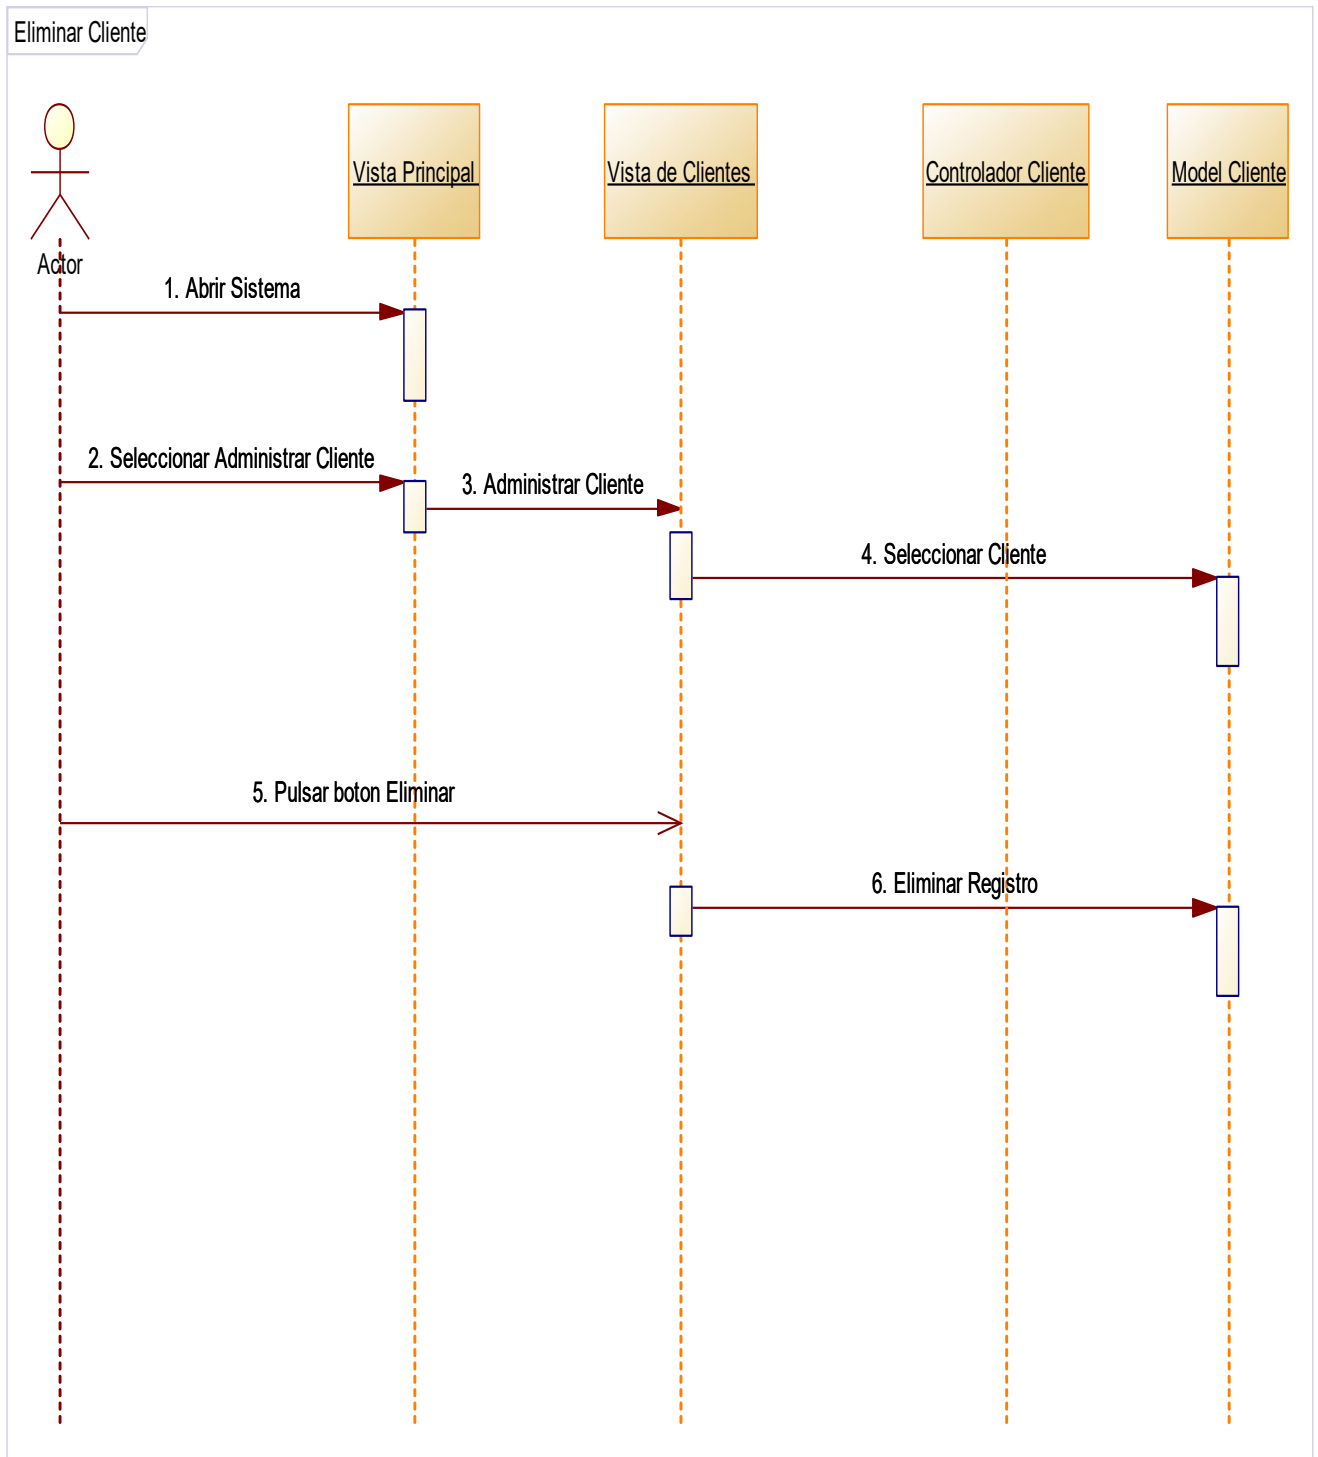 Eliminar Cliente
Actor
Vista Principal
Vista de Clientes
Controlador Cliente
Model Cliente
1. Abrir Sistema
2. Seleccionar Administrar Cliente
3. Administrar Cliente
4. Seleccionar Cliente
5. Pulsar boton Eliminar
6. Eliminar Registro